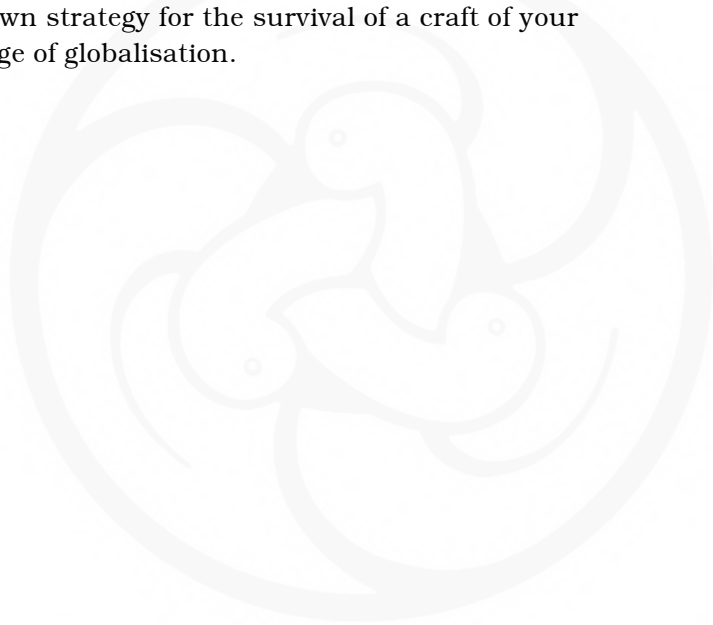 wn strategy for the survival of a craft of your
ge of globalisation.